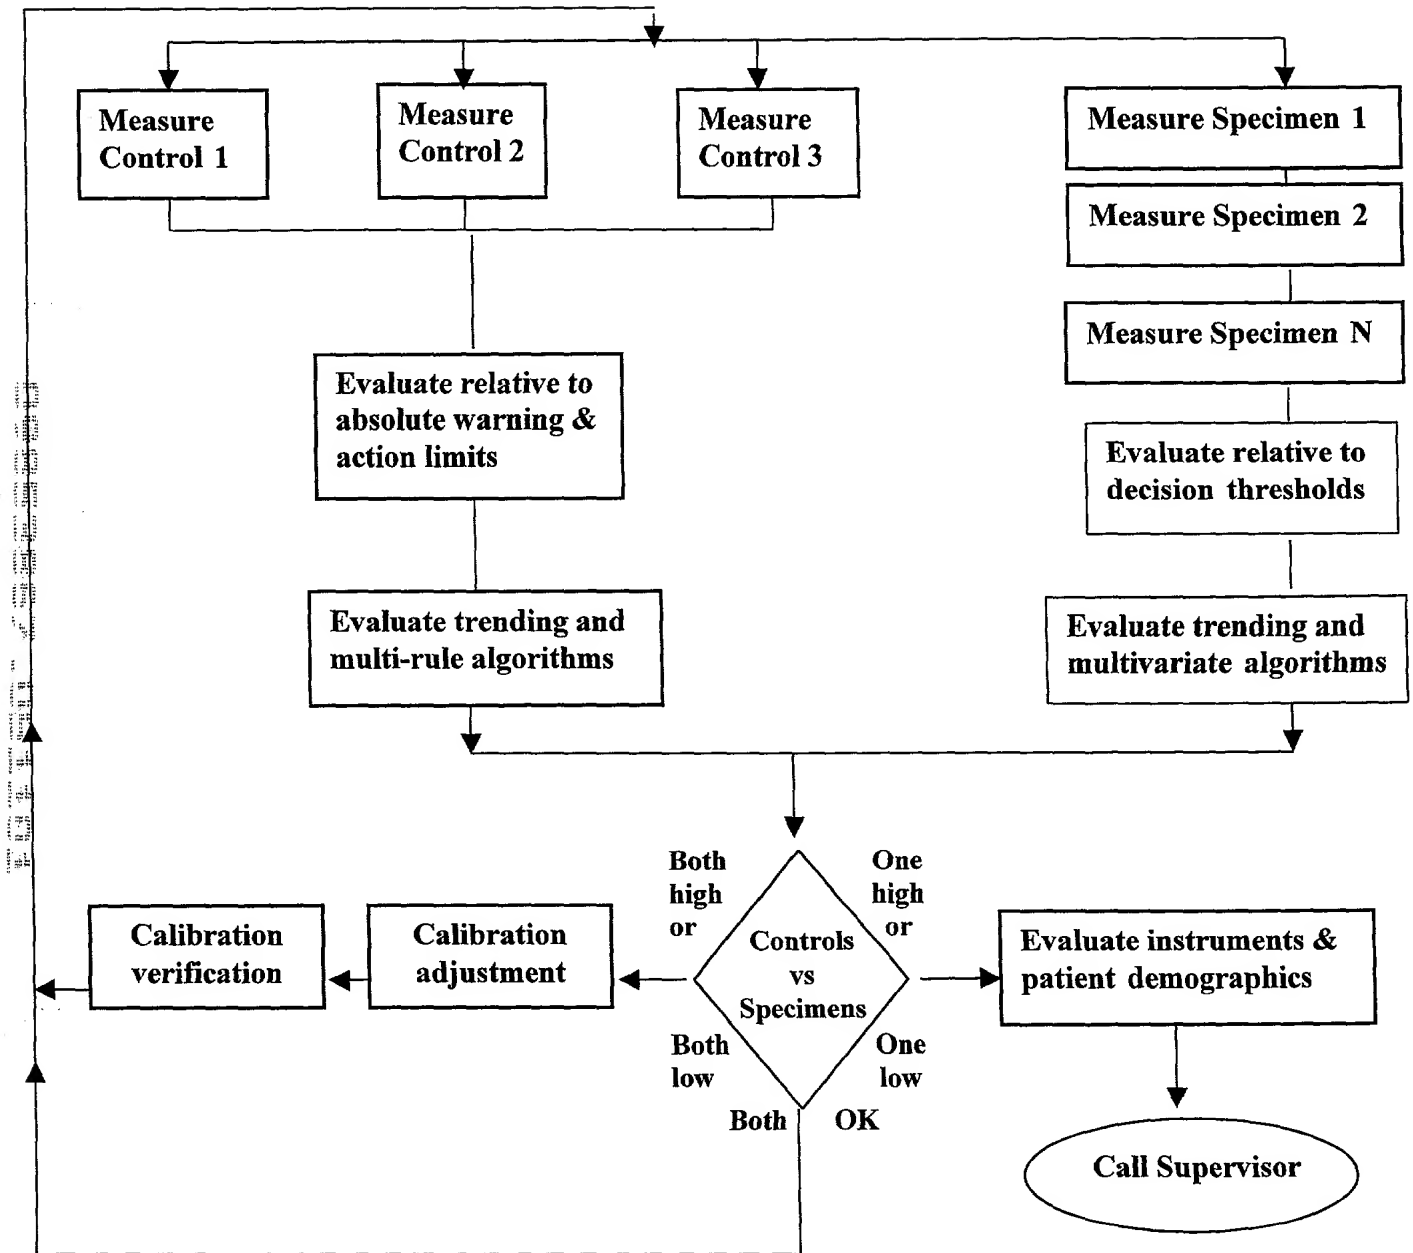 Measure
Control 1
Measure
Control 2
Measure
Control 3
Measure Specimen 1
Measure Specimen 2
Measure Specimen N
Evaluate relative to
absolute warning &
action limits
Evaluate relative to
decision thresholds
Evaluate trending and
multi-rule algorithms
Evaluate trending and
multivariate algorithms
Both
high
or
One
high
or
Controls
vs
Specimens
Both
low
One
low
Both OK
Calibration
verification
Calibration
adjustment
Evaluate instruments &
patient demographics
Call Supervisor